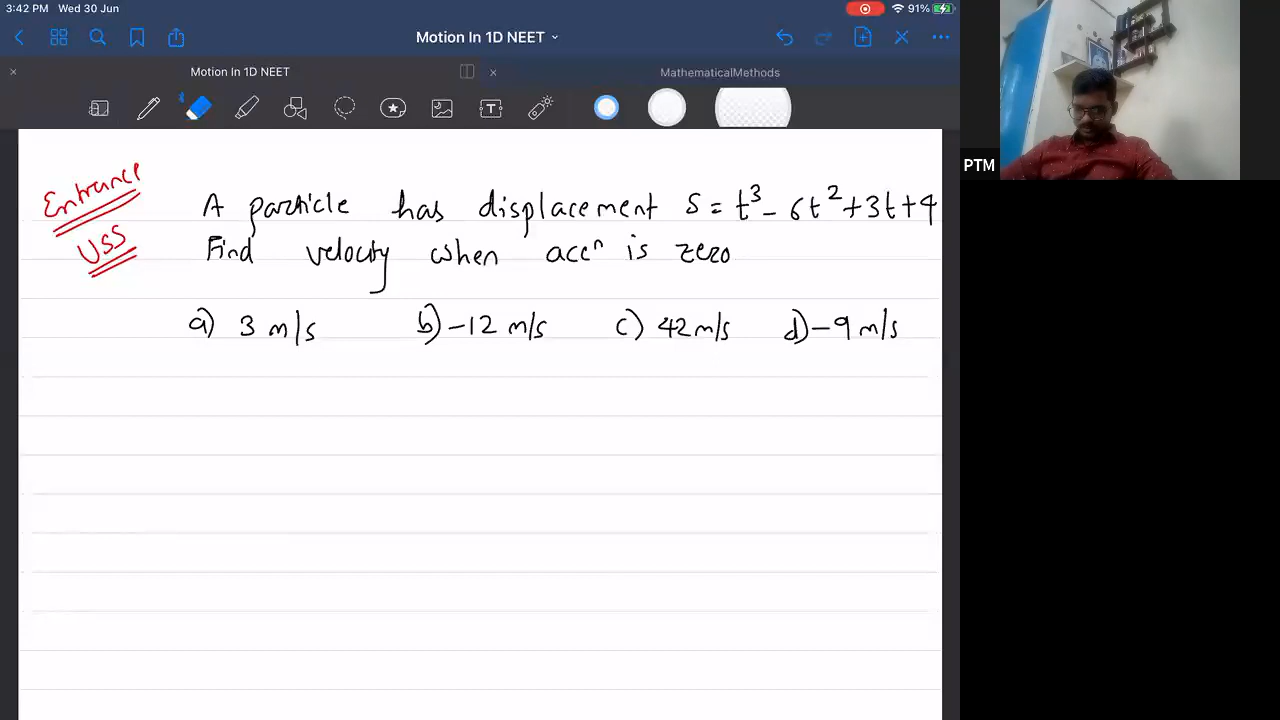 3:42 PM Wed 30 Jun
91%
Motion In 1D NEET
Motion In 1D NEET
MathematicalMethods
PTM
Entrance
USS
A particle has displacement S = t³ - 6t² + 3t + 4
Find velocity when accⁿ is zero
a) 3 m/s b) -12 m/s c) 42 m/s d) -9 m/s